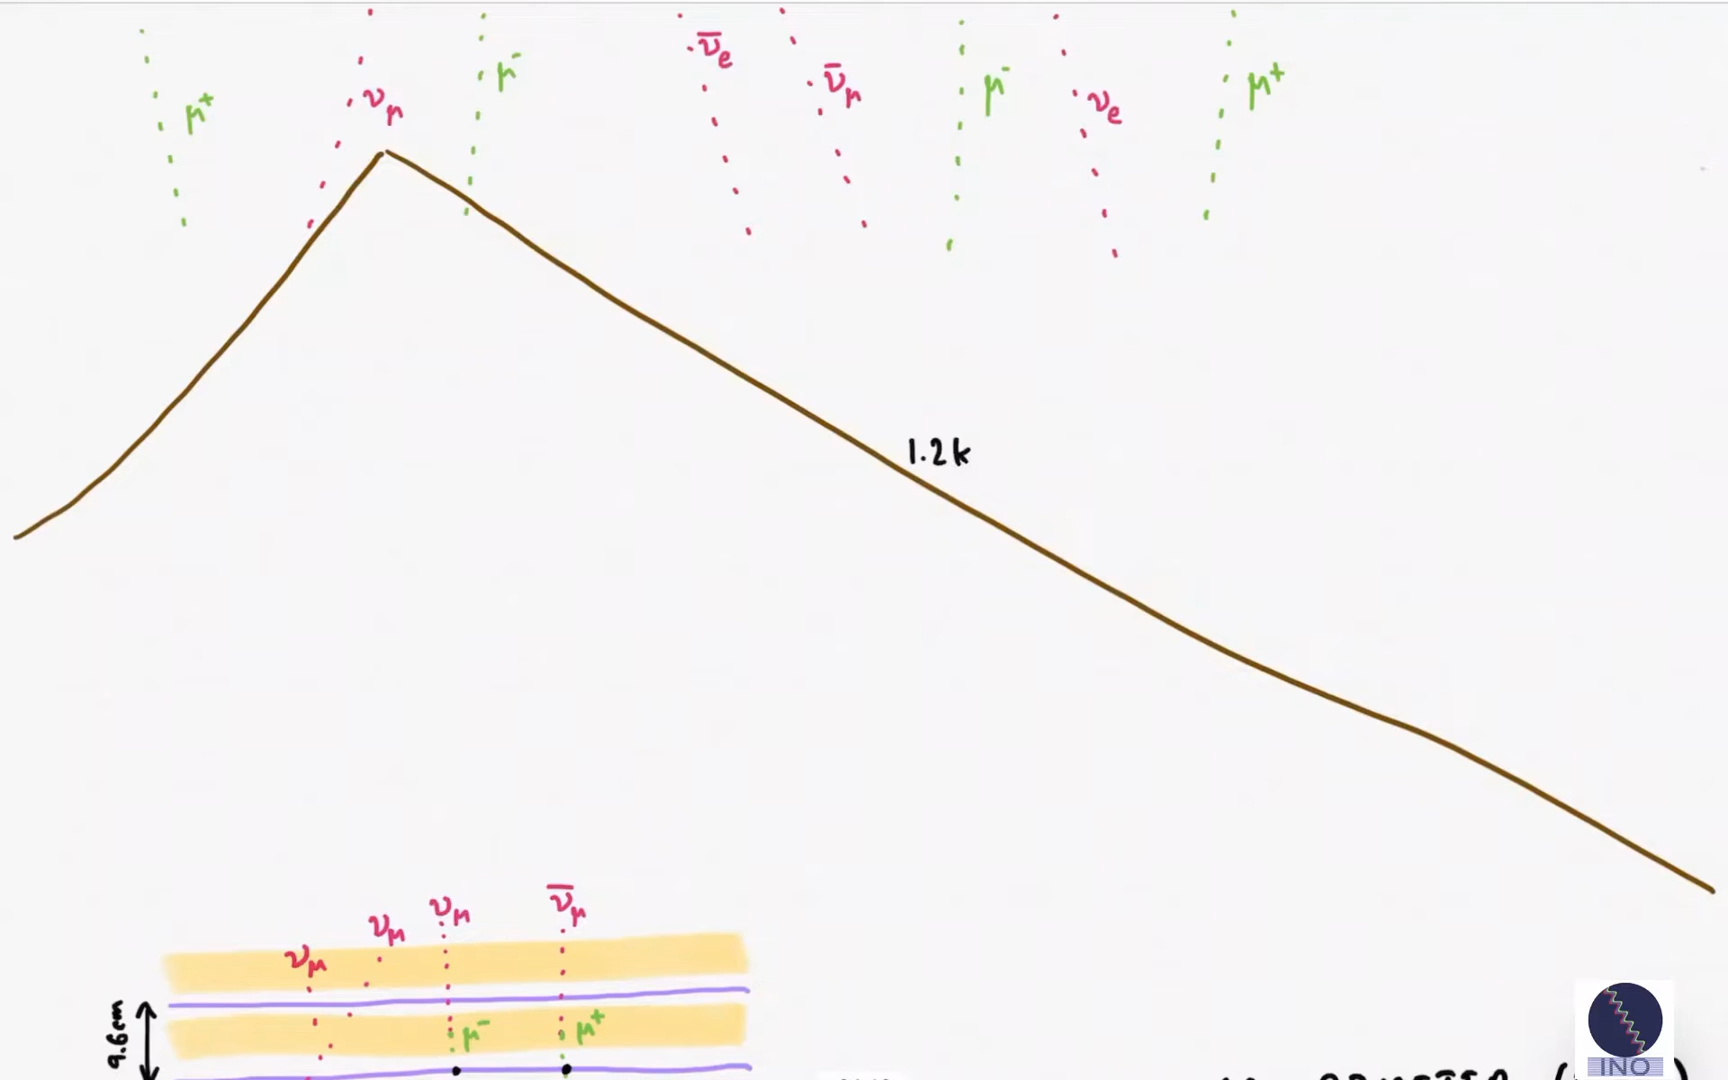 μ⁺
ν_μ
μ⁻
ν̅_e
ν̅_μ
μ⁻
ν_e
μ⁺
1.2k
ν_μ
ν_μ
ν_μ
ν̅_μ
9.6cm
μ⁻
μ⁺
INO